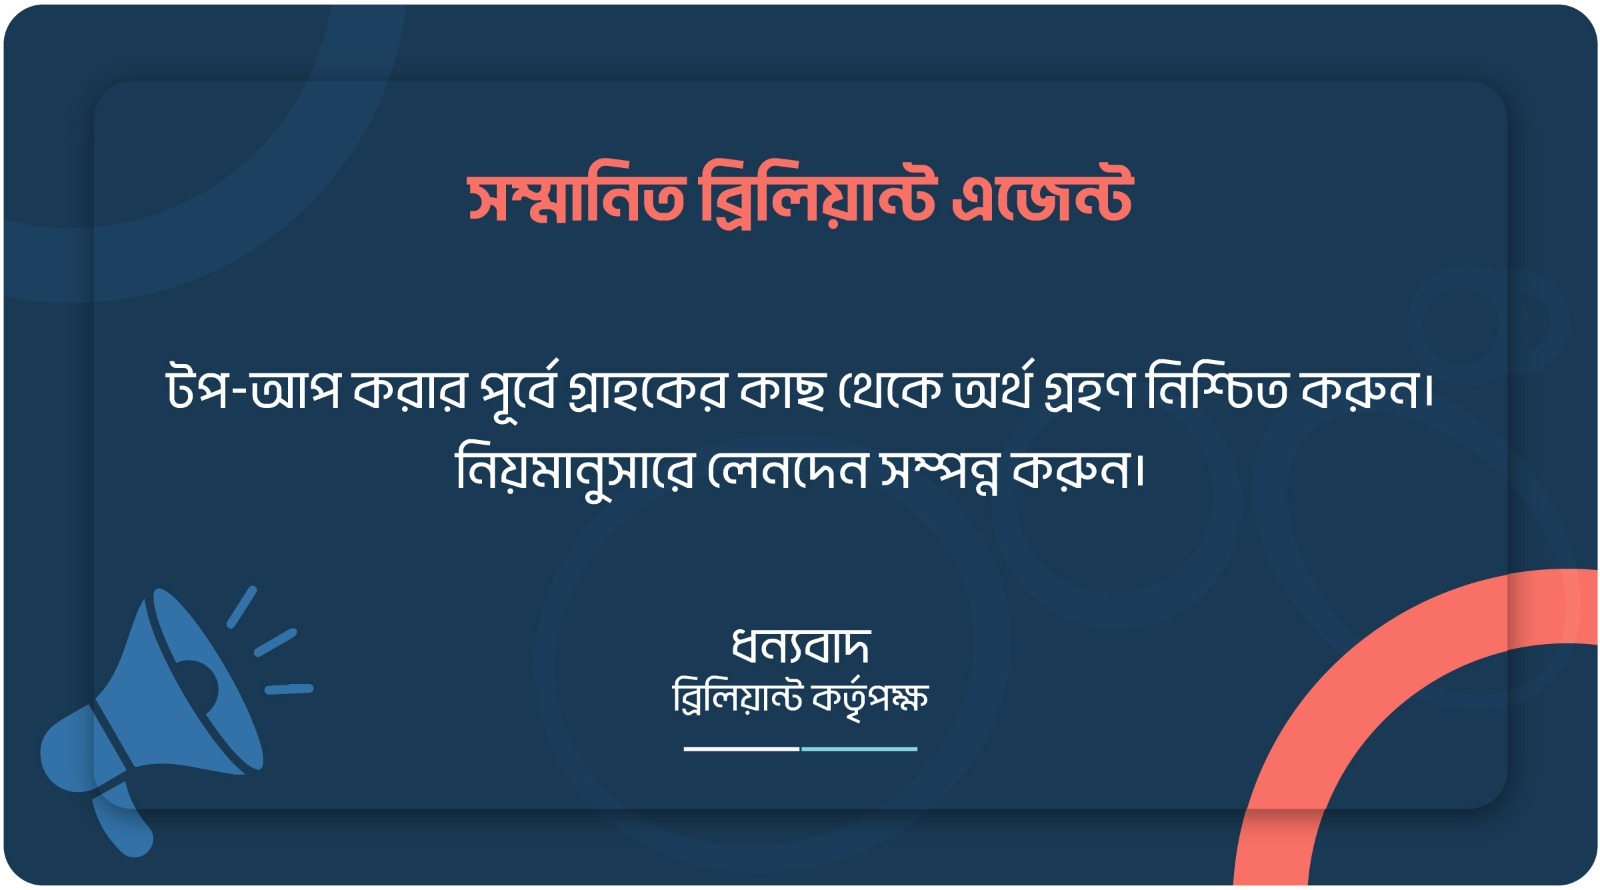 সম্মানিত ব্রিলিয়ান্ট এজেন্ট
টপ-আপ করার পূর্বে গ্রাহকের কাছ থেকে অর্থ গ্রহণ নিশ্চিত করুন।
নিয়মানুসারে লেনদেন সম্পন্ন করুন।
ধন্যবাদ
ব্রিলিয়ান্ট কর্তৃপক্ষ